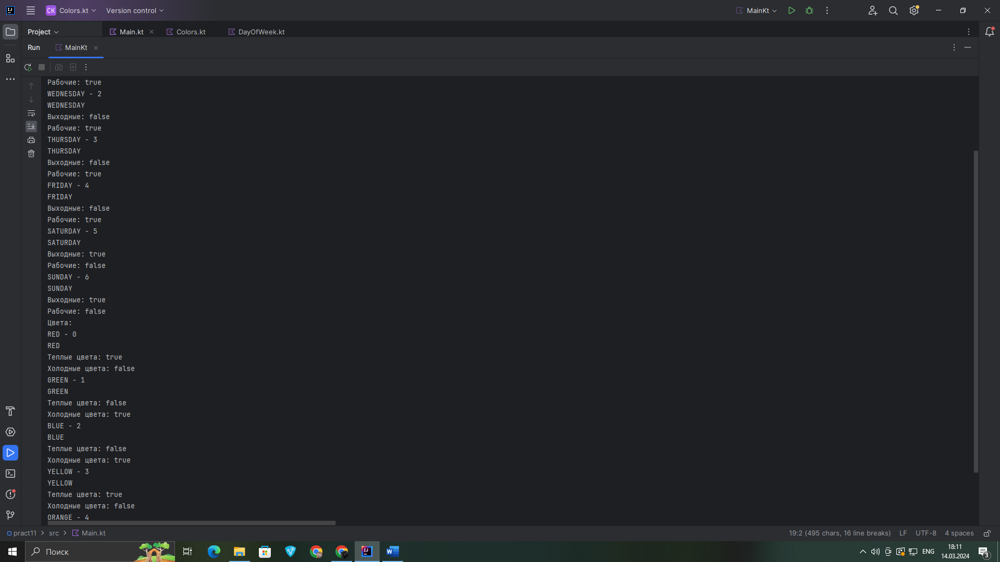 CK Colors.kt Version control MainKt
Project Main.kt Colors.kt DayOfWeek.kt
Run MainKt
Рабочие: true
WEDNESDAY - 2
WEDNESDAY
Выходные: false
Рабочие: true
THURSDAY - 3
THURSDAY
Выходные: false
Рабочие: true
FRIDAY - 4
FRIDAY
Выходные: false
Рабочие: true
SATURDAY - 5
SATURDAY
Выходные: true
Рабочие: false
SUNDAY - 6
SUNDAY
Выходные: true
Рабочие: false
Цвета:
RED - 0
RED
Теплые цвета: true
Холодные цвета: false
GREEN - 1
GREEN
Теплые цвета: false
Холодные цвета: true
BLUE - 2
BLUE
Теплые цвета: false
Холодные цвета: true
YELLOW - 3
YELLOW
Теплые цвета: true
Холодные цвета: false
ORANGE - 4
pract11 > src > Main.kt 19:2 (495 chars, 16 line breaks) LF UTF-8 4 spaces
Поиск ENG 18:11
14.03.2024 3